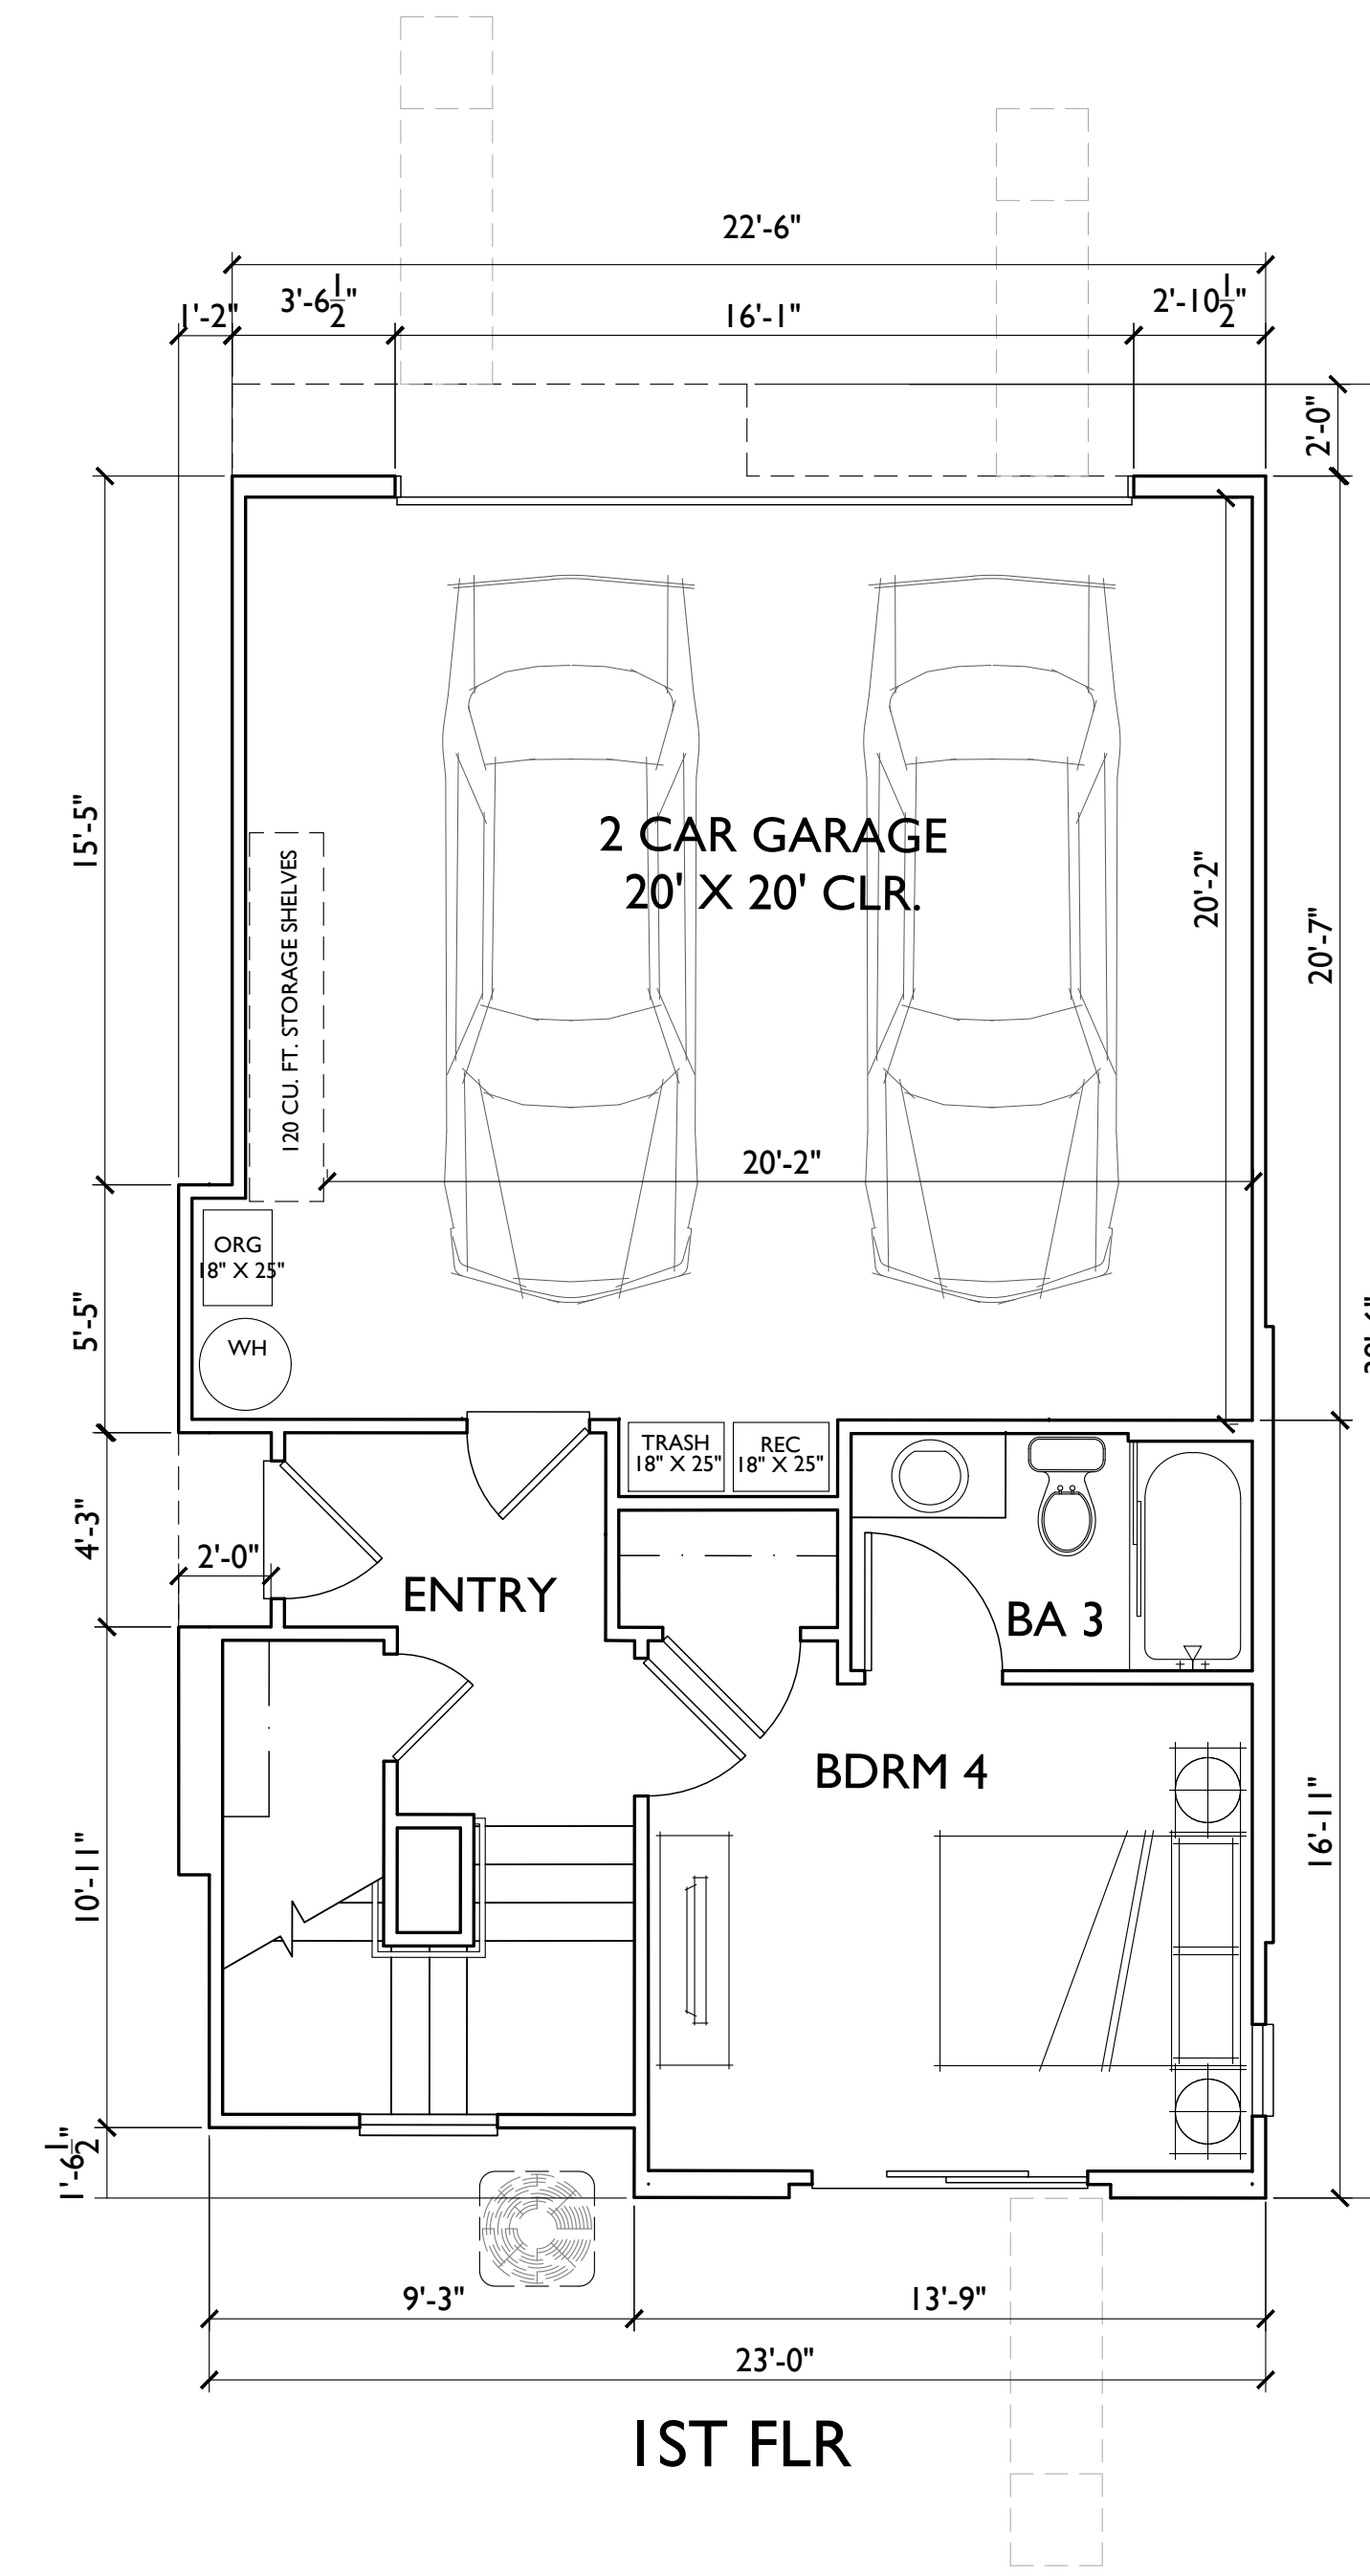 22'-6"
1'-2"
3'-6 1/2"
16'-1"
2'-10 1/2"
2'-0"
15'-5"
2 CAR GARAGE
20' X 20' CLR.
120 CU. FT. STORAGE SHELVES
20'-2"
20'-7"
20'-2"
ORG
18" X 25"
5'-5"
WH
TRASH
18" X 25"
REC
18" X 25"
4'-3"
2'-0"
ENTRY
BA 3
BDRM 4
10'-11"
16'-11"
1'-6 1/2"
9'-3"
13'-9"
23'-0"
1ST FLR